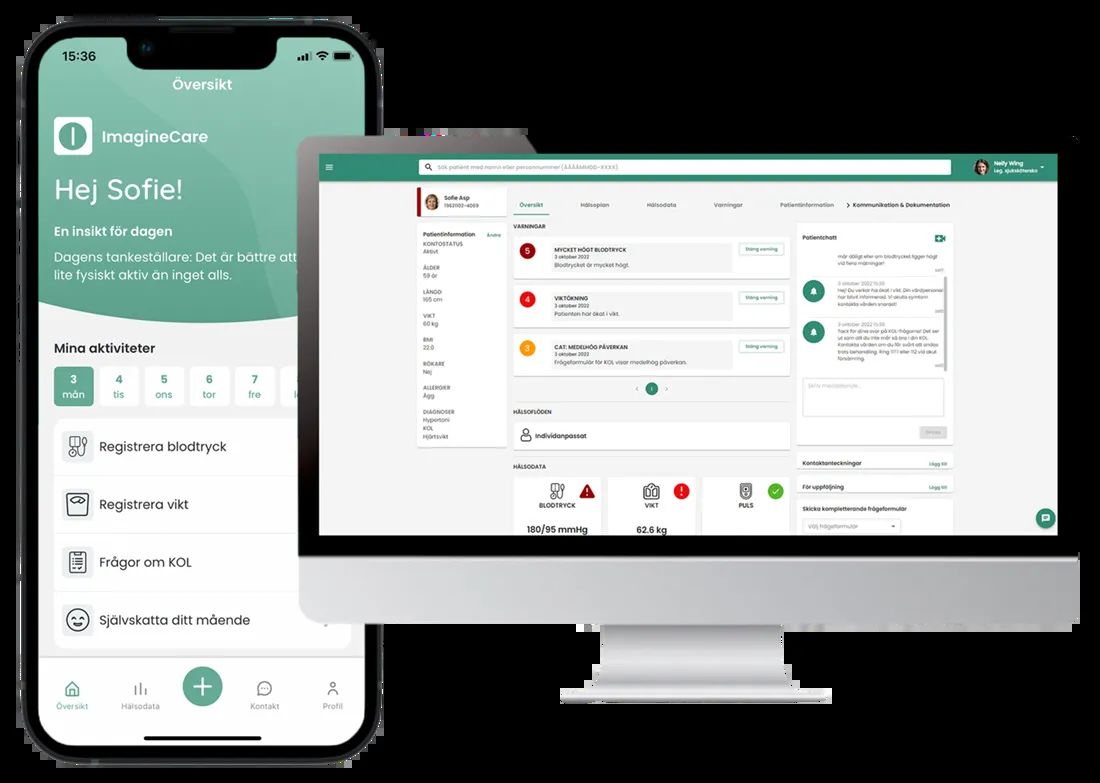 15:36
Översikt
ImagineCare
Hej Sofie!
En insikt för dagen
Dagens tankeställare: Det är bättre att
lite fysiskt aktiv än inget alls.
Mina aktiviteter
3 4 5 6 7 8
mån tis ons tor fre
Registrera blodtryck
Registrera vikt
Frågor om KOL
Självskatta ditt mående
Översikt Hälsodata Kontakt Profil
Sök patient med namn eller personnummer (ÅÅÅÅMMDD-XXXX)
Nelly Wing
Leg. sjuksköterska
Sofie Asp
Översikt Hälsoplan Hälsodata Varningar Patientinformation Kommunikation & Dokumentation
Patientinformation Ändra
KONTOSTATUS
Aktivt
ÅLDER
59 år
LÄNGD
165 cm
VIKT
60 kg
BMI
22.0
RÖKARE
Nej
ALLERGIER
Ägg
DIAGNOSER
Hypertoni
KOL
Hjärtsvikt
VARNINGAR
5
MYCKET HÖGT BLODTRYCK
3 oktober 2022
Blodtrycket är mycket högt.
Stäng varning
4
VIKTÖKNING
3 oktober 2022
Patienten har ökat i vikt.
Stäng varning
3
CAT: MEDELHÖG PÅVERKAN
3 oktober 2022
Frågeformulär för KOL visar medelhög påverkan.
Stäng varning
1
HÄLSOFLÖDEN
Individanpassat
HÄLSODATA
BLODTRYCK
180/95 mmHg
VIKT
62.6 kg
PULS
Patientchatt
mår dåligt eller om blodtrycket ligger högt
vid flera mätningar!
3 oktober 2022
Hej! Du verkar ha ökat i vikt. Din vårdpersonal
har blivit informerad. Vid akuta symtom
kontakta vården snarast!
3 oktober 2022
Tack för dina svar på KOL-frågorna! Det ser
ut som att du inte mår så bra i din KOL.
Kontakta vården om du får svårt att andas
trots behandling. Ring 1177 eller 112 vid akut
försämring.
Skriv meddelande...
Skicka
Kontaktanteckningar Lägg till
För uppföljning Lägg till
Skicka kompletterande frågeformulär
Välj frågeformulär